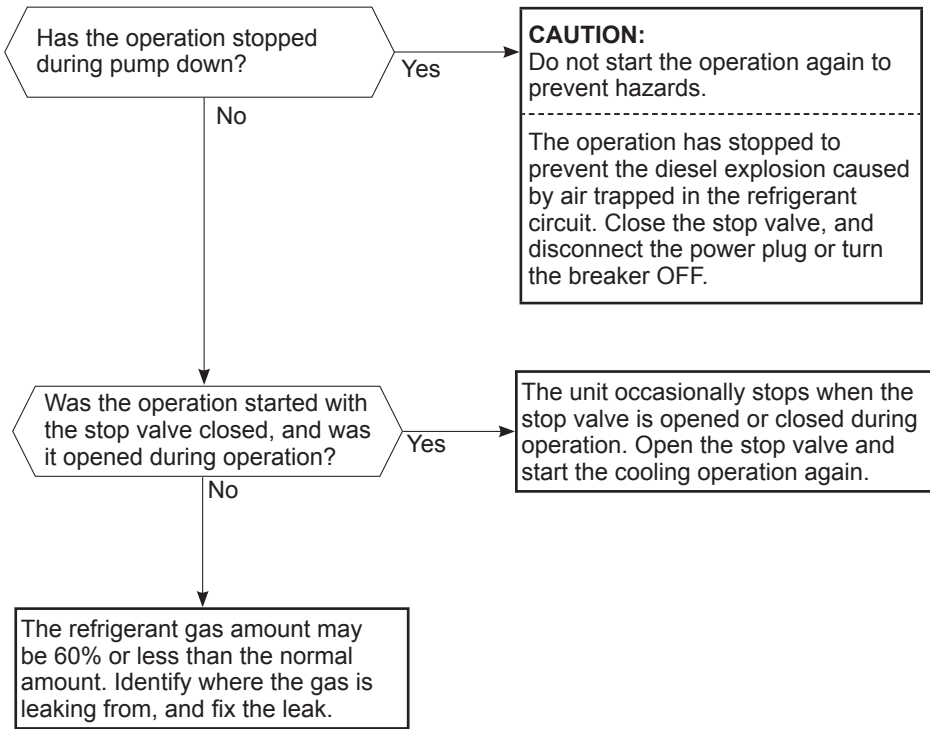 Has the operation stopped
during pump down?
Yes
No
CAUTION:
Do not start the operation again to
prevent hazards.
The operation has stopped to
prevent the diesel explosion caused
by air trapped in the refrigerant
circuit. Close the stop valve, and
disconnect the power plug or turn
the breaker OFF.
Was the operation started with
the stop valve closed, and was
it opened during operation?
Yes
No
The unit occasionally stops when the
stop valve is opened or closed during
operation. Open the stop valve and
start the cooling operation again.
The refrigerant gas amount may
be 60% or less than the normal
amount. Identify where the gas is
leaking from, and fix the leak.